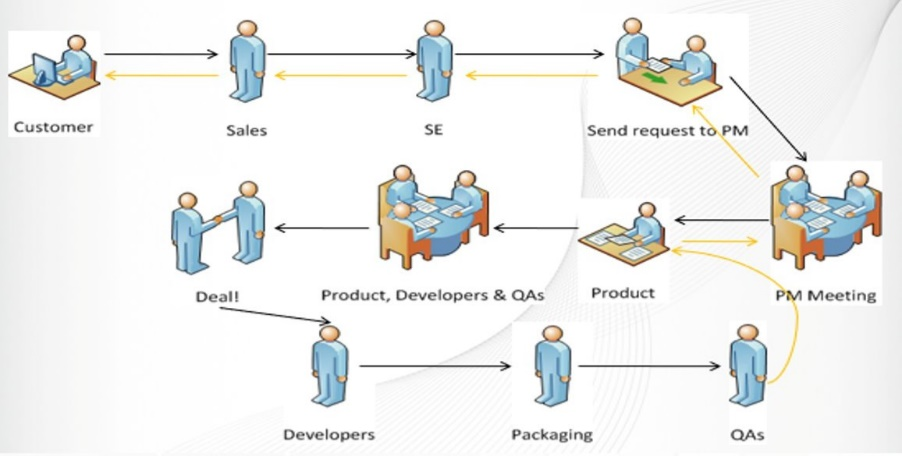 Customer
Sales
SE
Send request to PM
Deal!
Product, Developers & QAs
Product
PM Meeting
Developers
Packaging
QAs